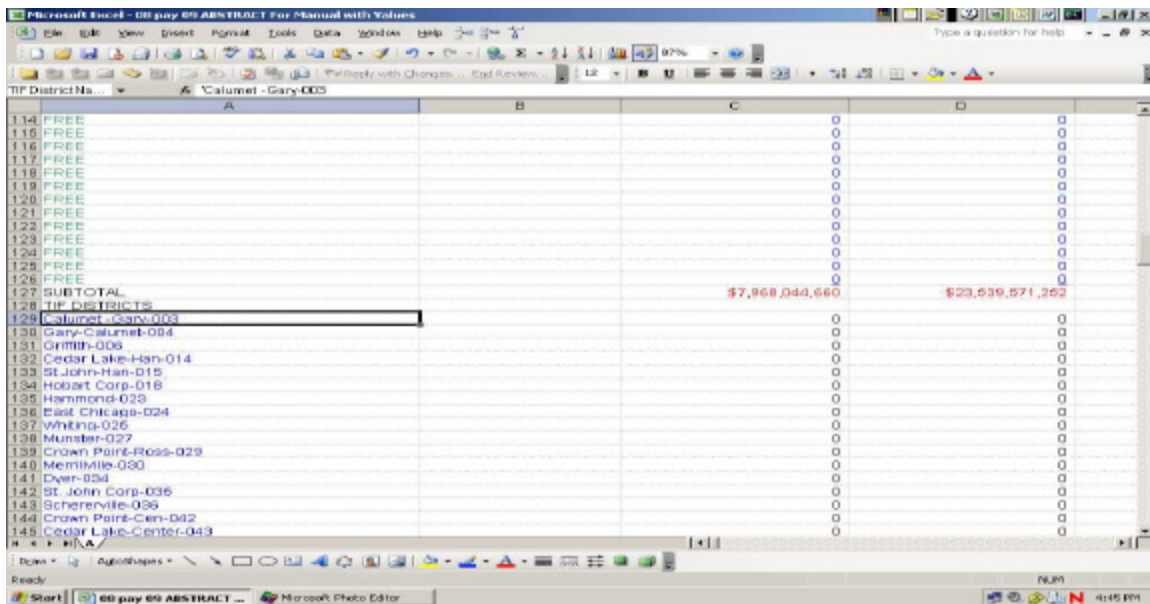 Microsoft Excel - 08 pay 09 ABSTRACT For Manual with Values
File Edit View Insert Format Tools Data Window Help
Type a question for help
97%
Reply with Changes... End Review...
12 B U
TIF District Na... fx 'Calumet -Gary-003
A B C D
114 FREE 0 0
115 FREE 0 0
116 FREE 0 0
117 FREE 0 0
118 FREE 0 0
119 FREE 0 0
120 FREE 0 0
121 FREE 0 0
122 FREE 0 0
123 FREE 0 0
124 FREE 0 0
125 FREE 0 0
126 FREE 0 0
127 SUBTOTAL $7,968,044,660 $23,539,571,252
128 TIF DISTRICTS
129 Calumet -Gary-003 0 0
130 Gary-Calumet-004 0 0
131 Griffith-006 0 0
132 Cedar Lake-Han-014 0 0
133 St.John-Han-015 0 0
134 Hobart Corp-018 0 0
135 Hammond-023 0 0
136 East Chicago-024 0 0
137 Whiting-026 0 0
138 Munster-027 0 0
139 Crown Point-Ross-029 0 0
140 Merrilville-030 0 0
141 Dyer-034 0 0
142 St. John Corp-035 0 0
143 Schererville-036 0 0
144 Crown Point-Cen-042 0 0
145 Cedar Lake-Center-043 0 0
A
Draw AutoShapes
Ready NUM
Start 08 pay 09 ABSTRACT ... Microsoft Photo Editor 4:45 PM